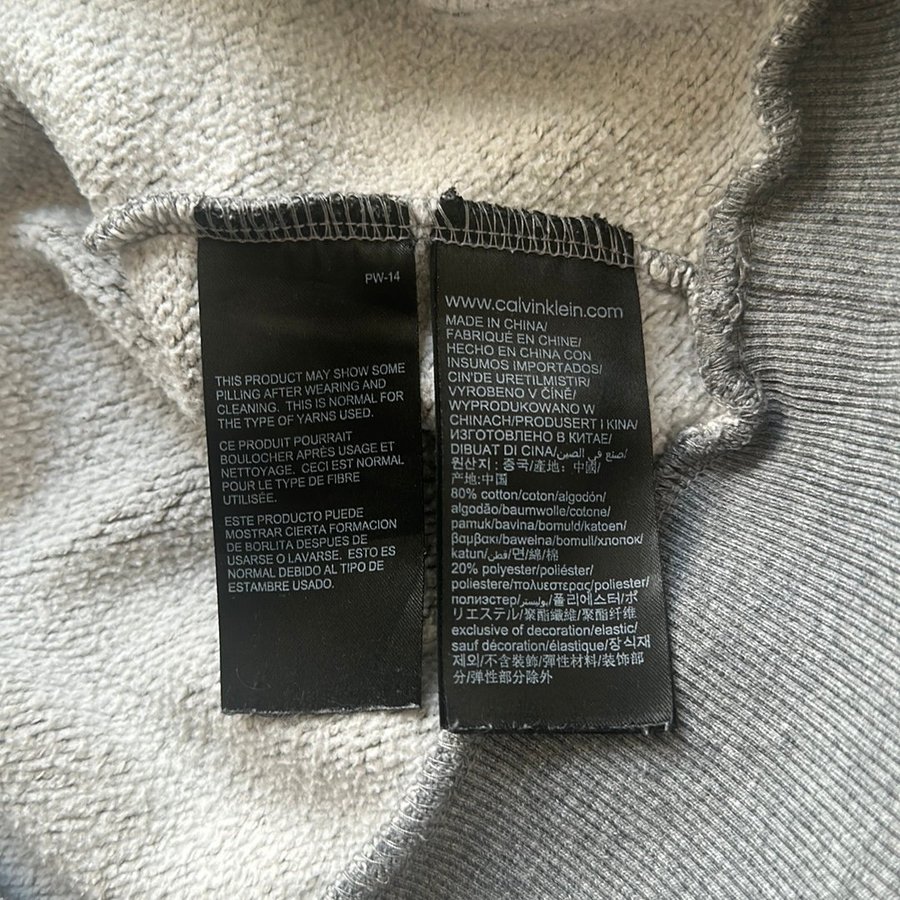 PW-14
THIS PRODUCT MAY SHOW SOME
PILLING AFTER WEARING AND
CLEANING. THIS IS NORMAL FOR
THE TYPE OF YARNS USED.
CE PRODUIT POURRAIT
BOULOCHER APRÈS USAGE ET
NETTOYAGE. CECI EST NORMAL
POUR LE TYPE DE FIBRE
UTILISÉE.
ESTE PRODUCTO PUEDE
MOSTRAR CIERTA FORMACION
DE BORLITA DESPUES DE
USARSE O LAVARSE. ESTO ES
NORMAL DEBIDO AL TIPO DE
ESTAMBRE USADO.
www.calvinklein.com
MADE IN CHINA/
FABRIQUÉ EN CHINE/
HECHO EN CHINA CON
INSUMOS IMPORTADOS/
CIN'DE URETILMISTIR/
VYROBENO V ČÍNĚ/
WYPRODUKOWANO W
CHINACH/PRODUSERT I KINA/
ИЗГОТОВЛЕНО В КИТАЕ/
DIBUAT DI CINA/صنع في الصين/
원산지 : 중국/產地：中國/
产地:中国
80% cotton/coton/algodón/
algodão/baumwolle/cotone/
pamuk/bavlna/bomuld/katoen/
βαμβακι/bawełna/bomull/хлопок/
katun/قطن/면/綿/棉
20% polyester/poliéster/
poliestere/πολυεστερας/poliester/
полиэстер/بوليستر/폴리에스터/ポ
リエステル/聚酯纖維/聚酯纤维
exclusive of decoration/elastic/
sauf décoration/élastique/장식재
제외/不含裝飾/彈性材料/装饰部
分/弹性部分除外